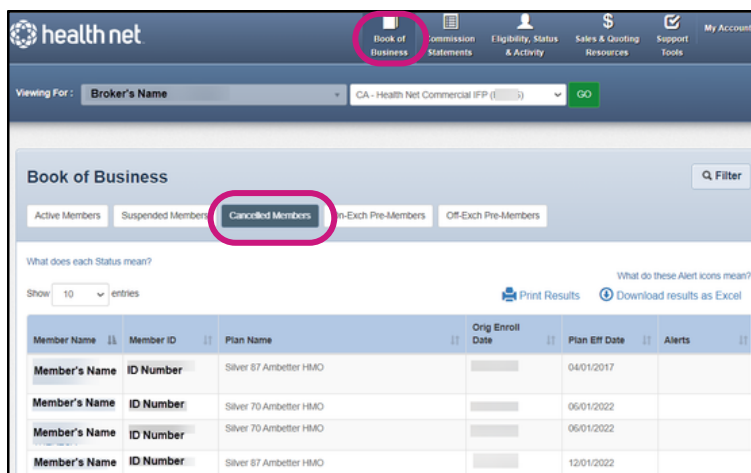 health net
Book of Business
Commission Statements
Eligibility, Status & Activity
Sales & Quoting Resources
Support Tools
My Account
Viewing For : Broker's Name
CA - Health Net Commercial IFP (
GO
Book of Business
Filter
Active Members Suspended Members Cancelled Members n-Exch Pre-Members Off-Exch Pre-Members
What does each Status mean?
What do these Alert icons mean?
Show 10 entries
Print Results Download results as Excel
Member Name Member ID Plan Name Orig Enroll Date Plan Eff Date Alerts
Member's Name ID Number Silver 87 Ambetter HMO 04/01/2017
Member's Name ID Number Silver 70 Ambetter HMO 06/01/2022
Member's Name ID Number Silver 70 Ambetter HMO 06/01/2022
Member's Name ID Number Silver 87 Ambetter HMO 12/01/2022